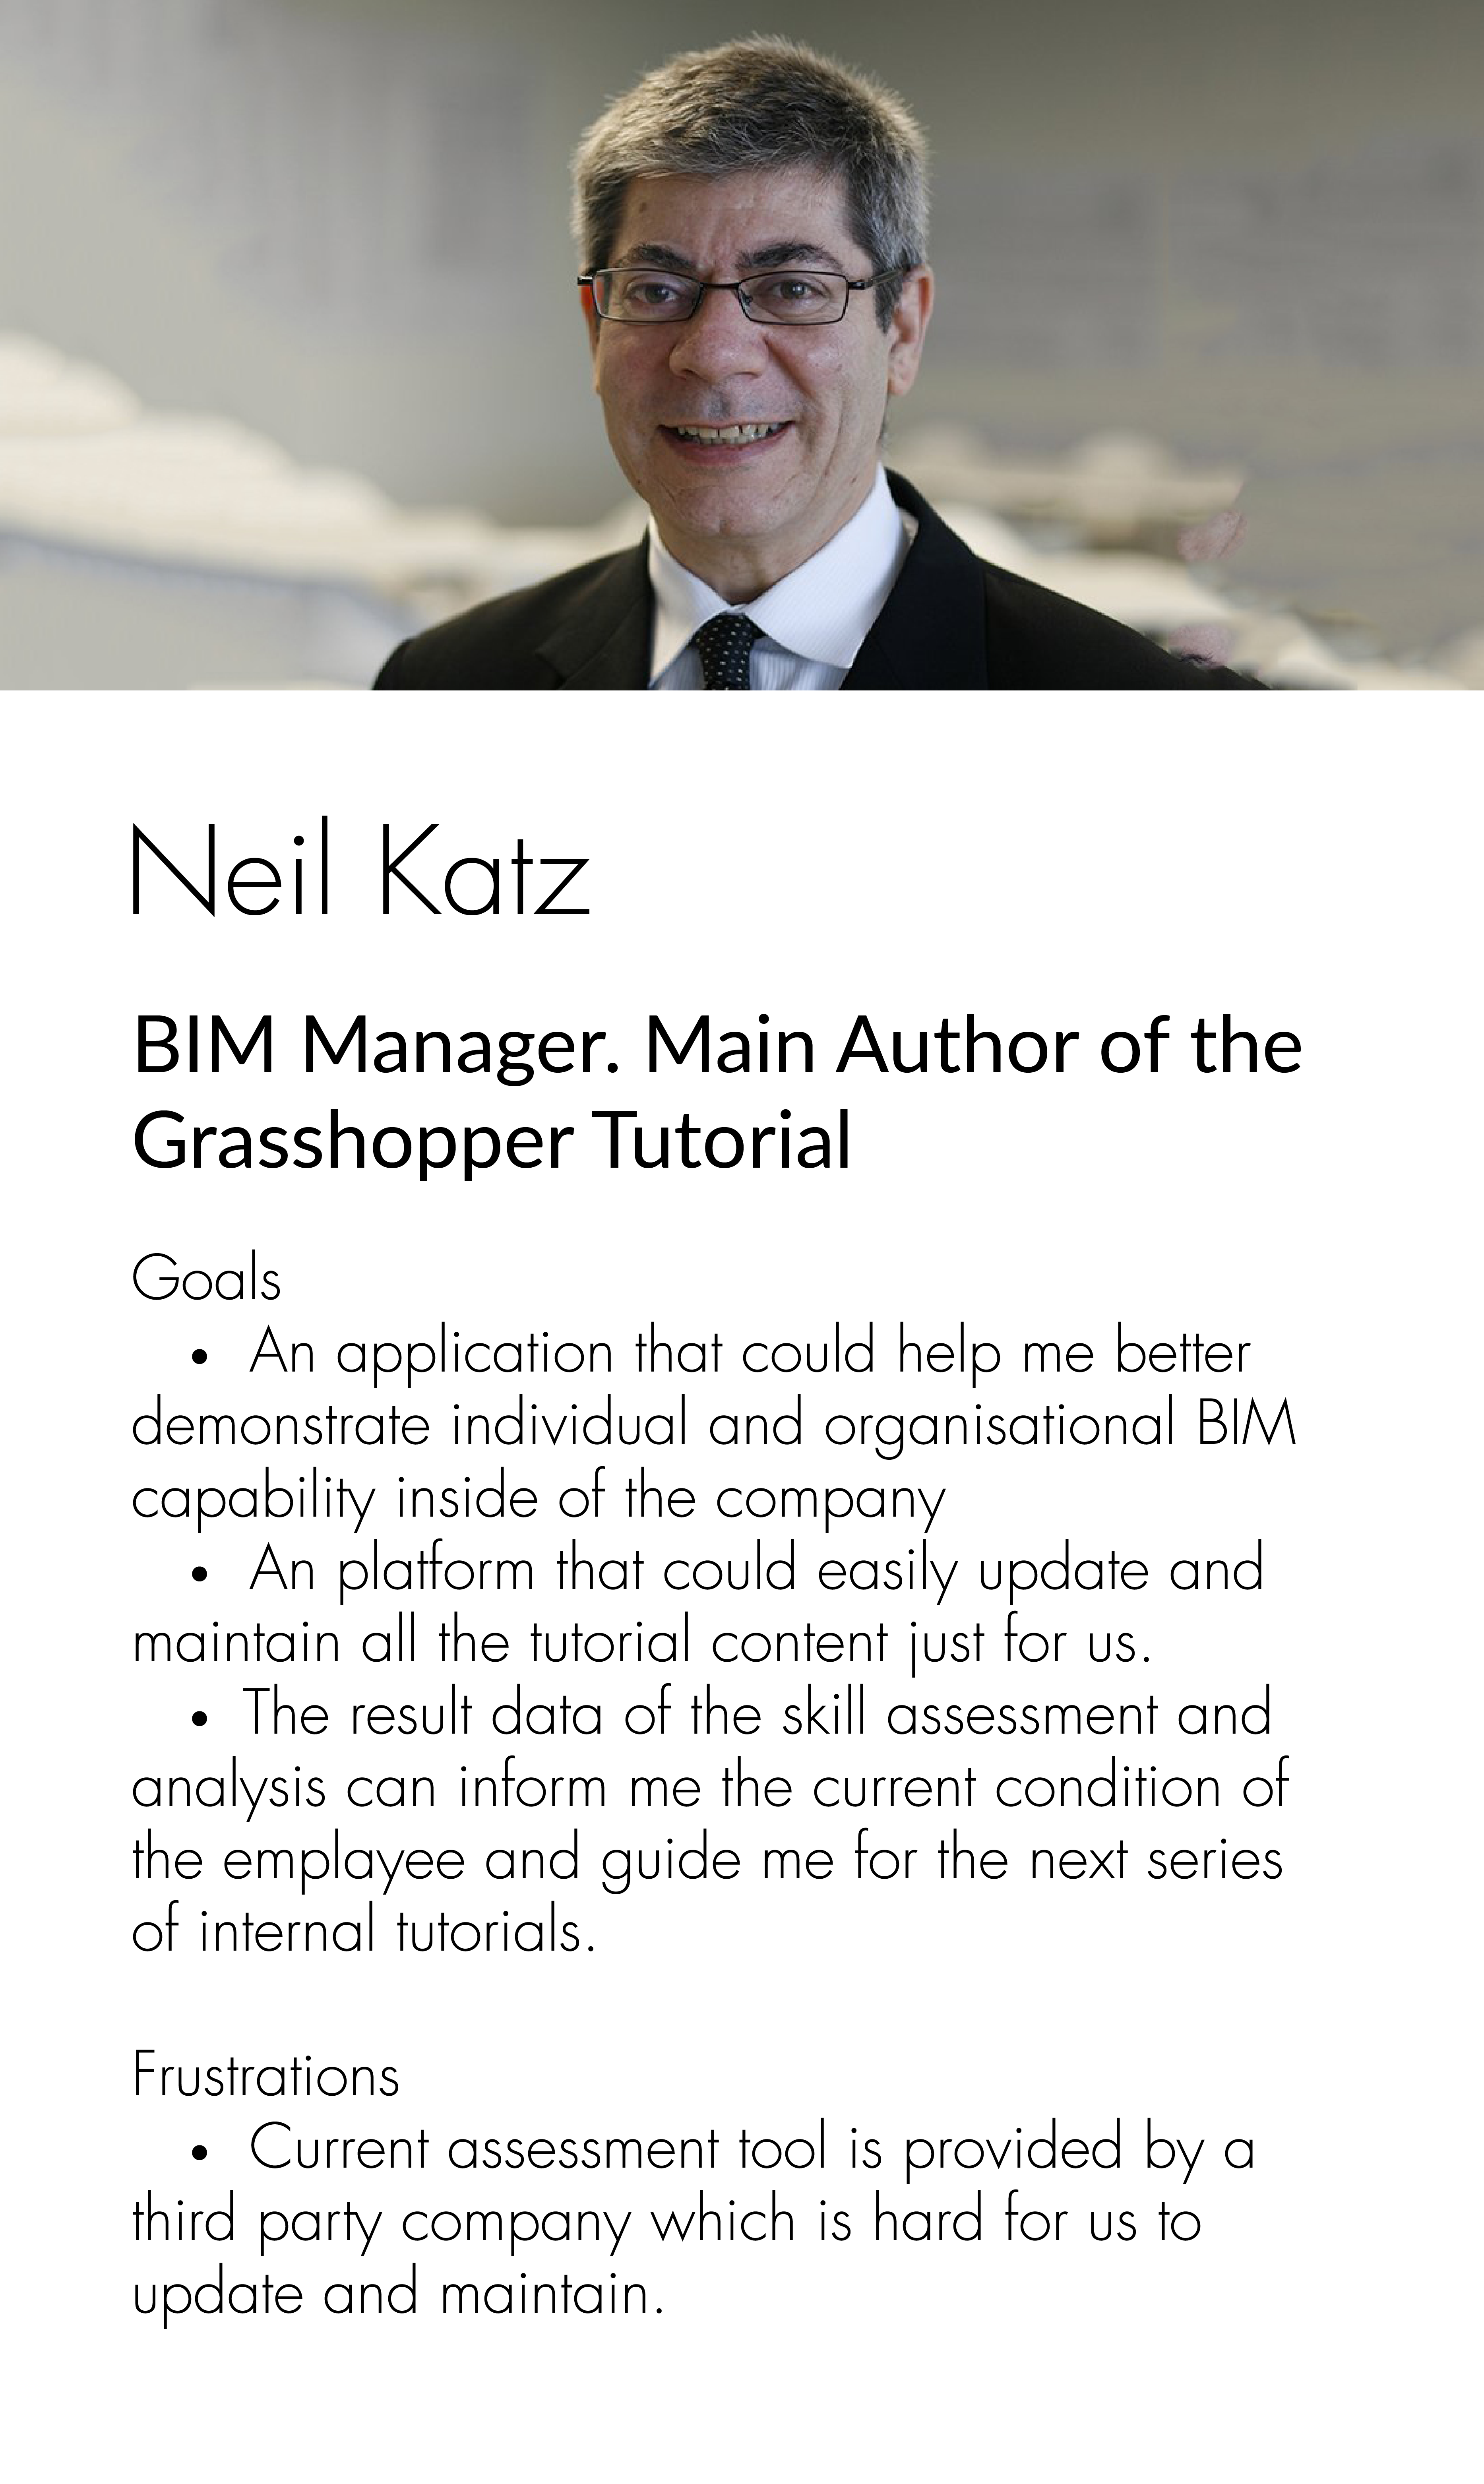 Neil Katz
BIM Manager. Main Author of the
Grasshopper Tutorial
Goals
• An application that could help me better
demonstrate individual and organisational BIM
capability inside of the company
• An platform that could easily update and
maintain all the tutorial content just for us.
• The result data of the skill assessment and
analysis can inform me the current condition of
the employee and guide me for the next series
of internal tutorials.
Frustrations
• Current assessment tool is provided by a
third party company which is hard for us to
update and maintain.